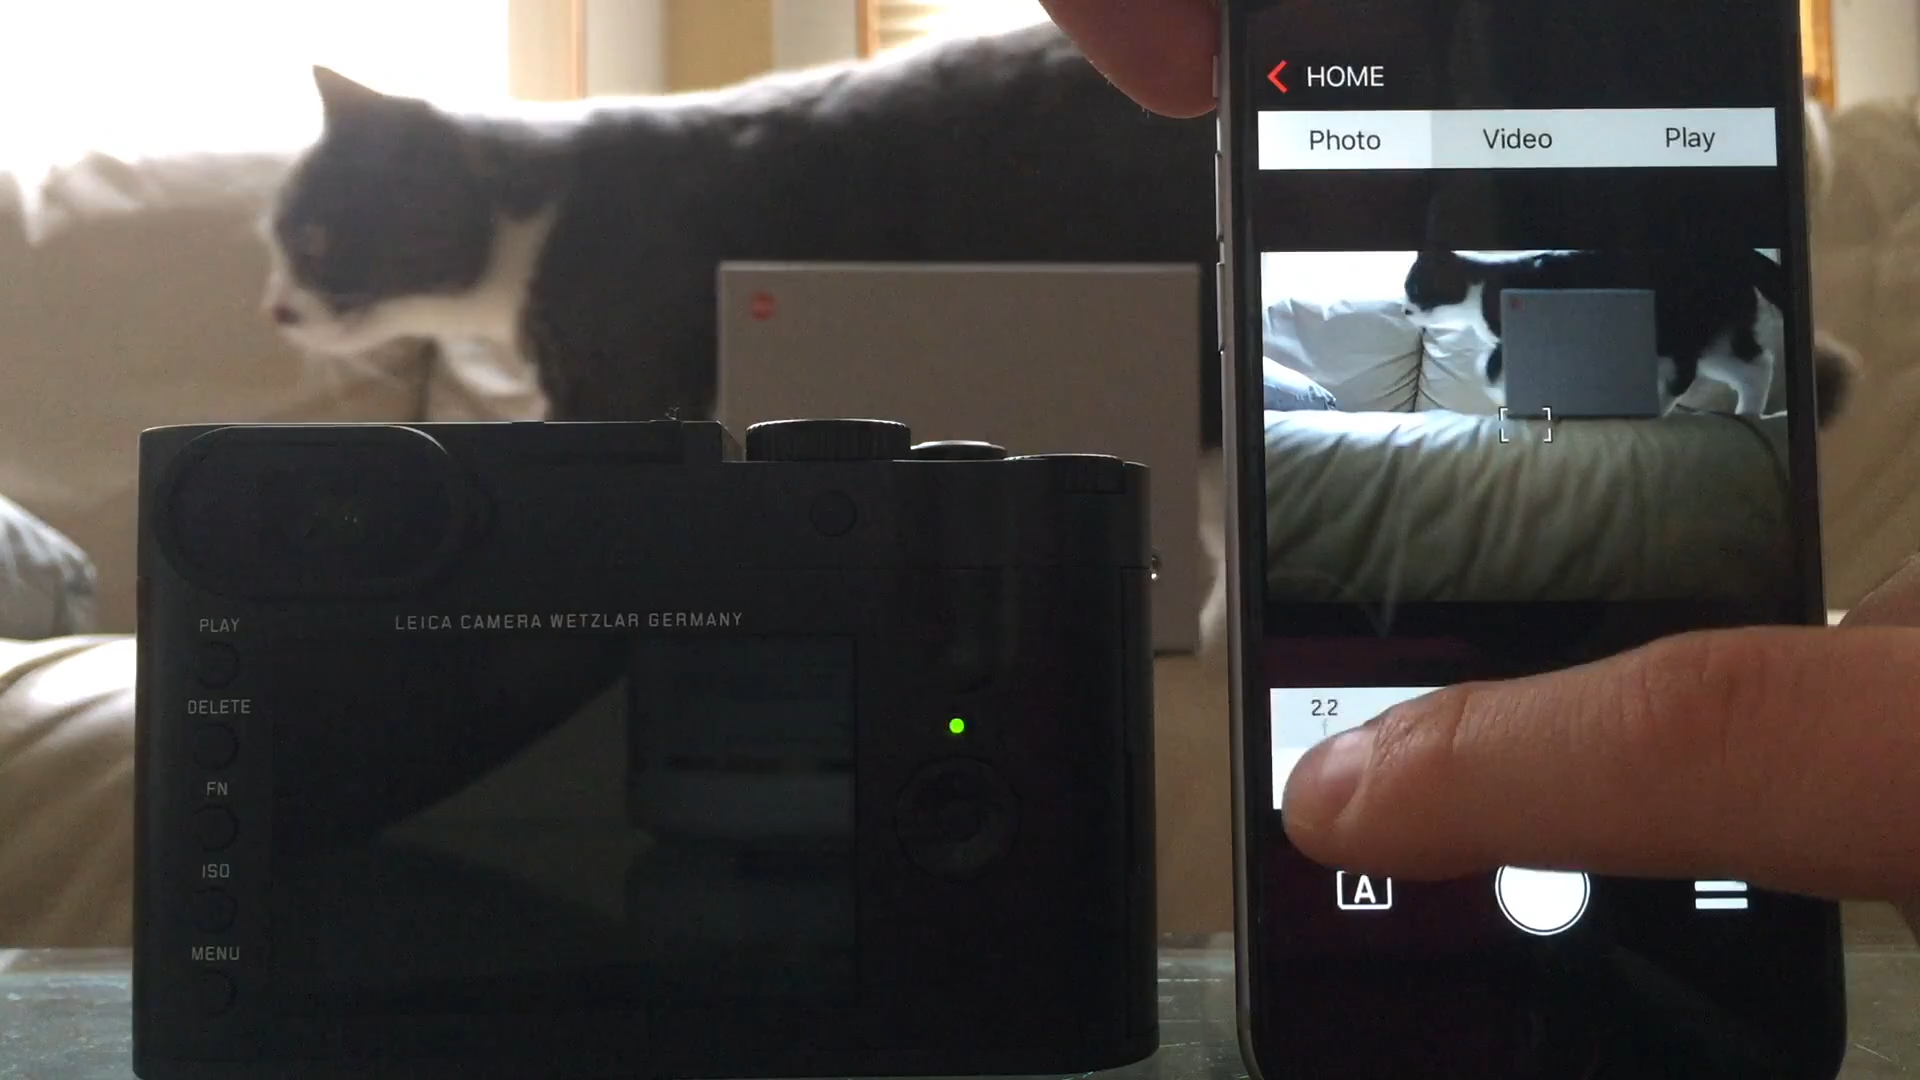 HOME
Photo Video Play
LEICA CAMERA WETZLAR GERMANY
PLAY
DELETE
FN
ISO
MENU
2.2
f
A